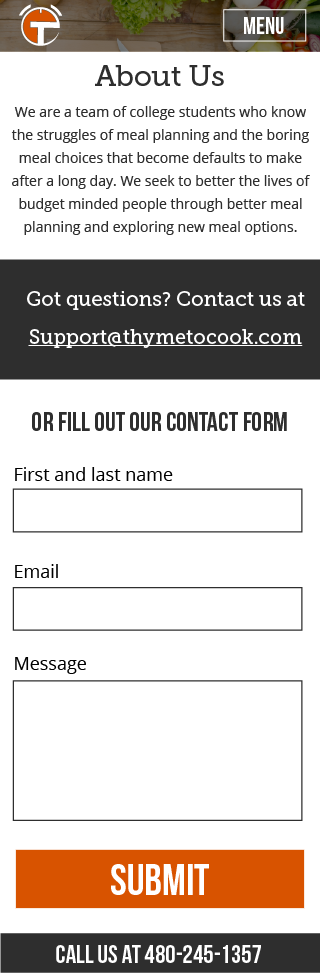 MENU
About Us
We are a team of college students who know
the struggles of meal planning and the boring
meal choices that become defaults to make
after a long day. We seek to better the lives of
budget minded people through better meal
planning and exploring new meal options.
Got questions? Contact us at
Support@thymetocook.com
OR FILL OUT OUR CONTACT FORM
First and last name
Email
Message
SUBMIT
CALL US AT 480-245-1357